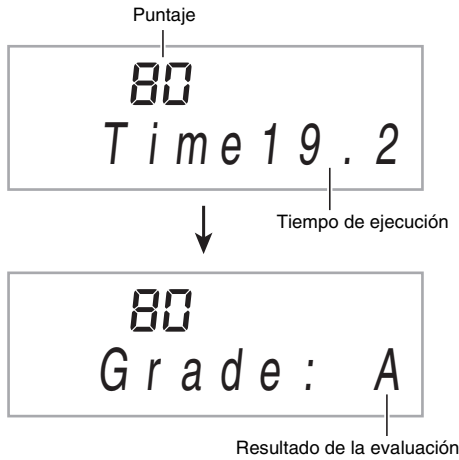 Puntaje
80
Time19.2
Tiempo de ejecución
80
Grade: A
Resultado de la evaluación